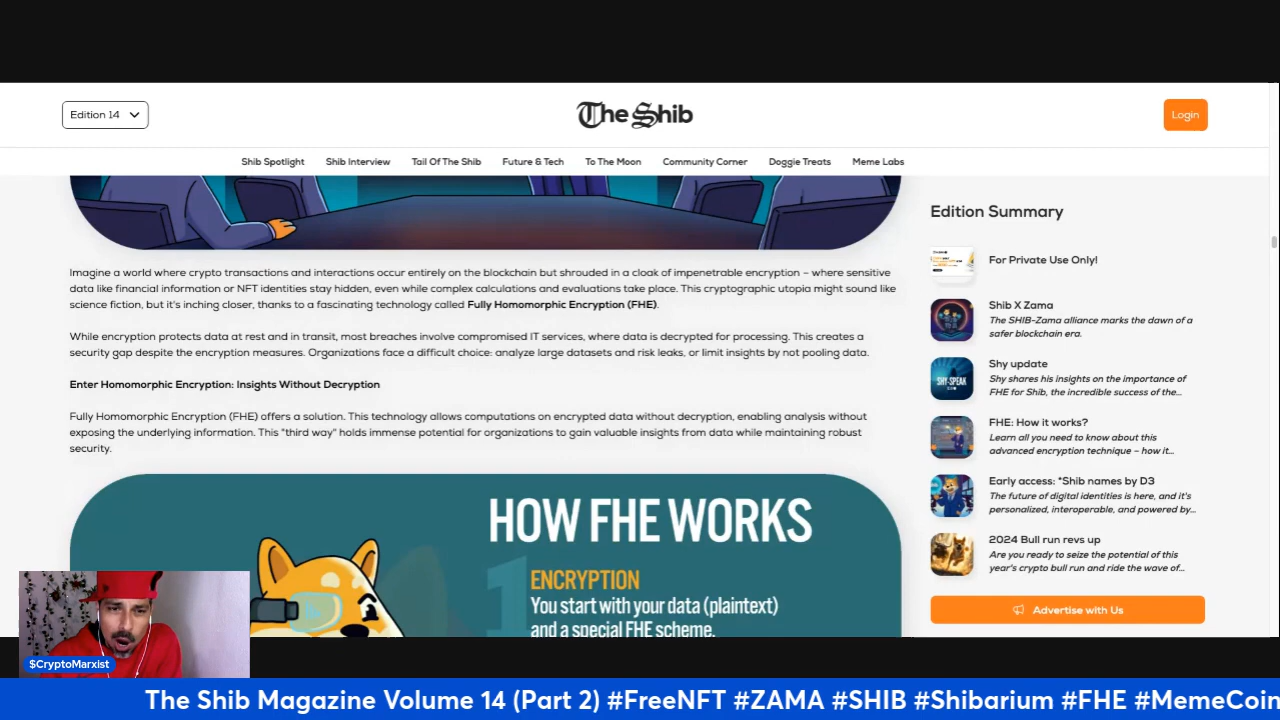 Edition 14
The Shib
Login
Shib Spotlight
Shib Interview
Tail Of The Shib
Future & Tech
To The Moon
Community Corner
Doggie Treats
Meme Labs
Imagine a world where crypto transactions and interactions occur entirely on the blockchain but shrouded in a cloak of impenetrable encryption – where sensitive
data like financial information or NFT identities stay hidden, even while complex calculations and evaluations take place. This cryptographic utopia might sound like
science fiction, but it's inching closer, thanks to a fascinating technology called Fully Homomorphic Encryption (FHE).
While encryption protects data at rest and in transit, most breaches involve compromised IT services, where data is decrypted for processing. This creates a
security gap despite the encryption measures. Organizations face a difficult choice: analyze large datasets and risk leaks, or limit insights by not pooling data.
Enter Homomorphic Encryption: Insights Without Decryption
Fully Homomorphic Encryption (FHE) offers a solution. This technology allows computations on encrypted data without decryption, enabling analysis without
exposing the underlying information. This "third way" holds immense potential for organizations to gain valuable insights from data while maintaining robust
security.
HOW FHE WORKS
1
ENCRYPTION
You start with your data (plaintext)
and a special FHE scheme.
Edition Summary
For Private Use Only!
Shib X Zama
The SHIB-Zama alliance marks the dawn of a
safer blockchain era.
SHY-SPEAK
Shy update
Shy shares his insights on the importance of
FHE for Shib, the incredible success of the...
FHE: How it works?
Learn all you need to know about this
advanced encryption technique – how it...
Early access: "Shib names by D3
The future of digital identities is here, and it's
personalized, interoperable, and powered by...
2024 Bull run revs up
Are you ready to seize the potential of this
year's crypto bull run and ride the wave of...
Advertise with Us
$CryptoMarxist
The Shib Magazine Volume 14 (Part 2) #FreeNFT #ZAMA #SHIB #Shibarium #FHE #MemeCoin